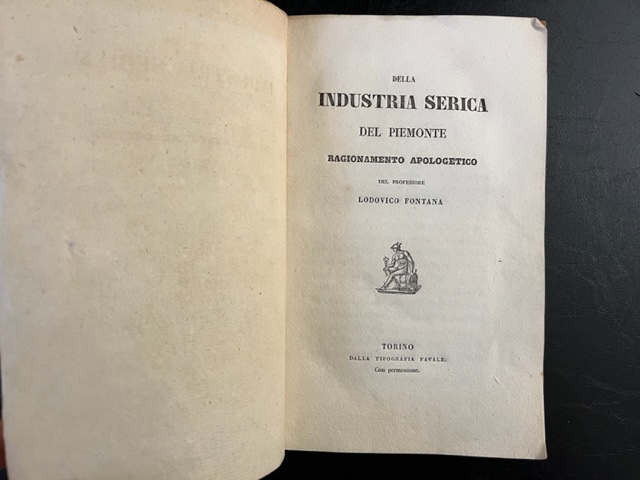 DELLA
INDUSTRIA SERICA
DEL PIEMONTE
RAGIONAMENTO APOLOGETICO
DEL PROFESSORE
LODOVICO FONTANA
TORINO
DALLA TIPOGRAFIA FAVALE.
Con permissione.